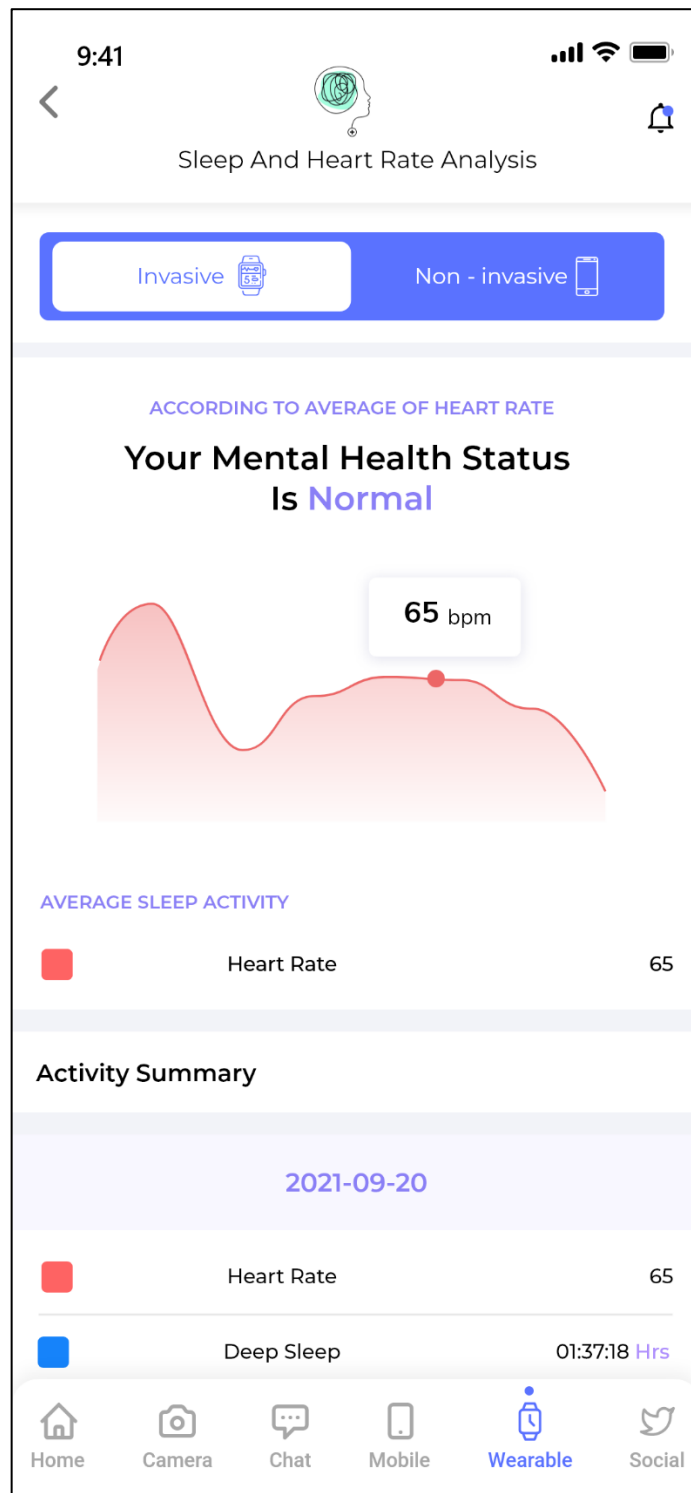 9:41
Sleep And Heart Rate Analysis
Invasive
Non - invasive
ACCORDING TO AVERAGE OF HEART RATE
Your Mental Health Status
Is Normal
65 bpm
AVERAGE SLEEP ACTIVITY
Heart Rate 65
Activity Summary
2021-09-20
Heart Rate 65
Deep Sleep 01:37:18 Hrs
Home Camera Chat Mobile Wearable Social